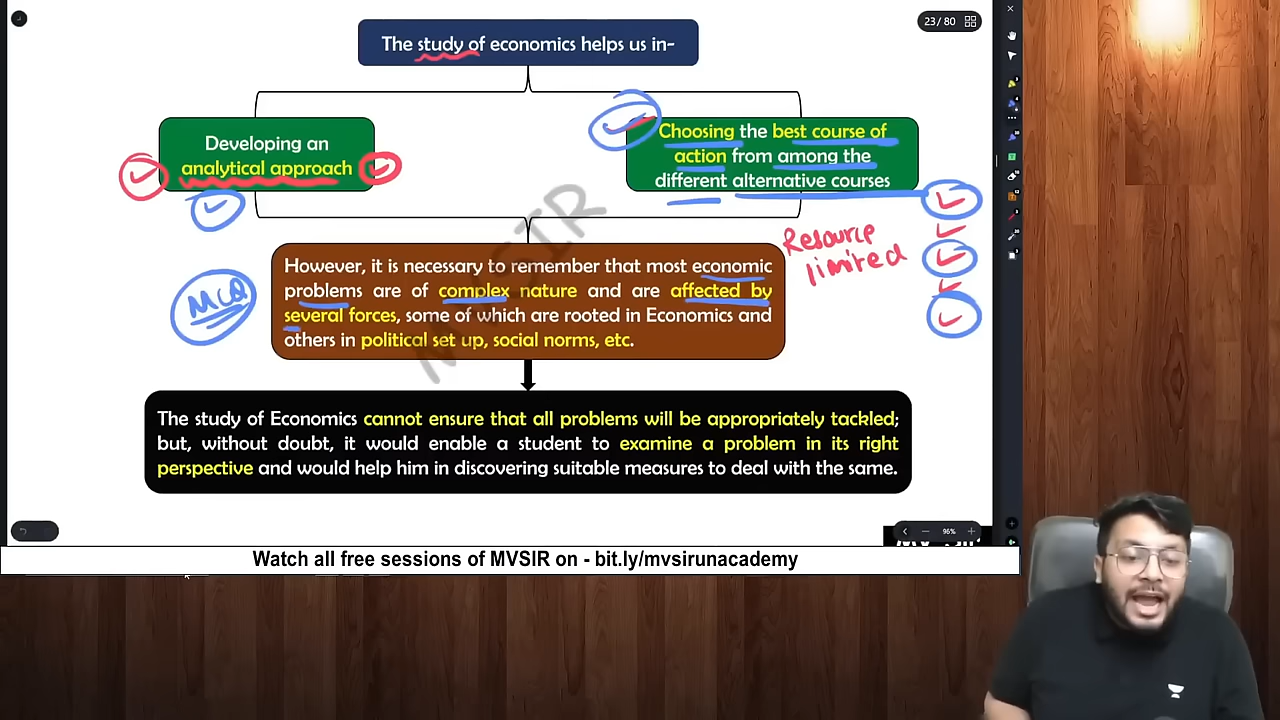 23 / 80
The study of economics helps us in-
Developing an
analytical approach
Choosing the best course of
action from among the
different alternative courses
Resource
limited
MCQ
However, it is necessary to remember that most economic
problems are of complex nature and are affected by
several forces, some of which are rooted in Economics and
others in political set up, social norms, etc.
MVSIR
The study of Economics cannot ensure that all problems will be appropriately tackled;
but, without doubt, it would enable a student to examine a problem in its right
perspective and would help him in discovering suitable measures to deal with the same.
96%
Watch all free sessions of MVSIR on - bit.ly/mvsirunacademy